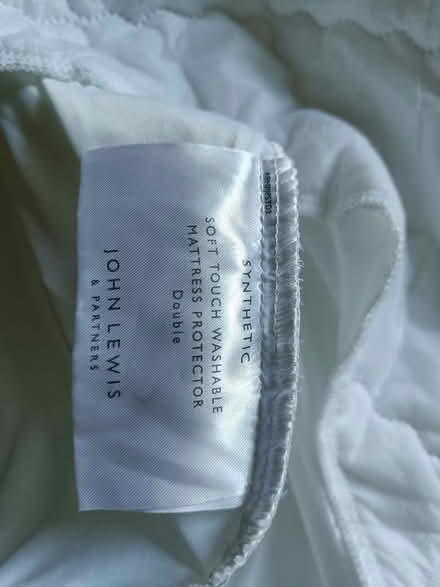 SYNTHETIC
SOFT TOUCH WASHABLE
MATTRESS PROTECTOR
Double
JOHN LEWIS
& PARTNERS